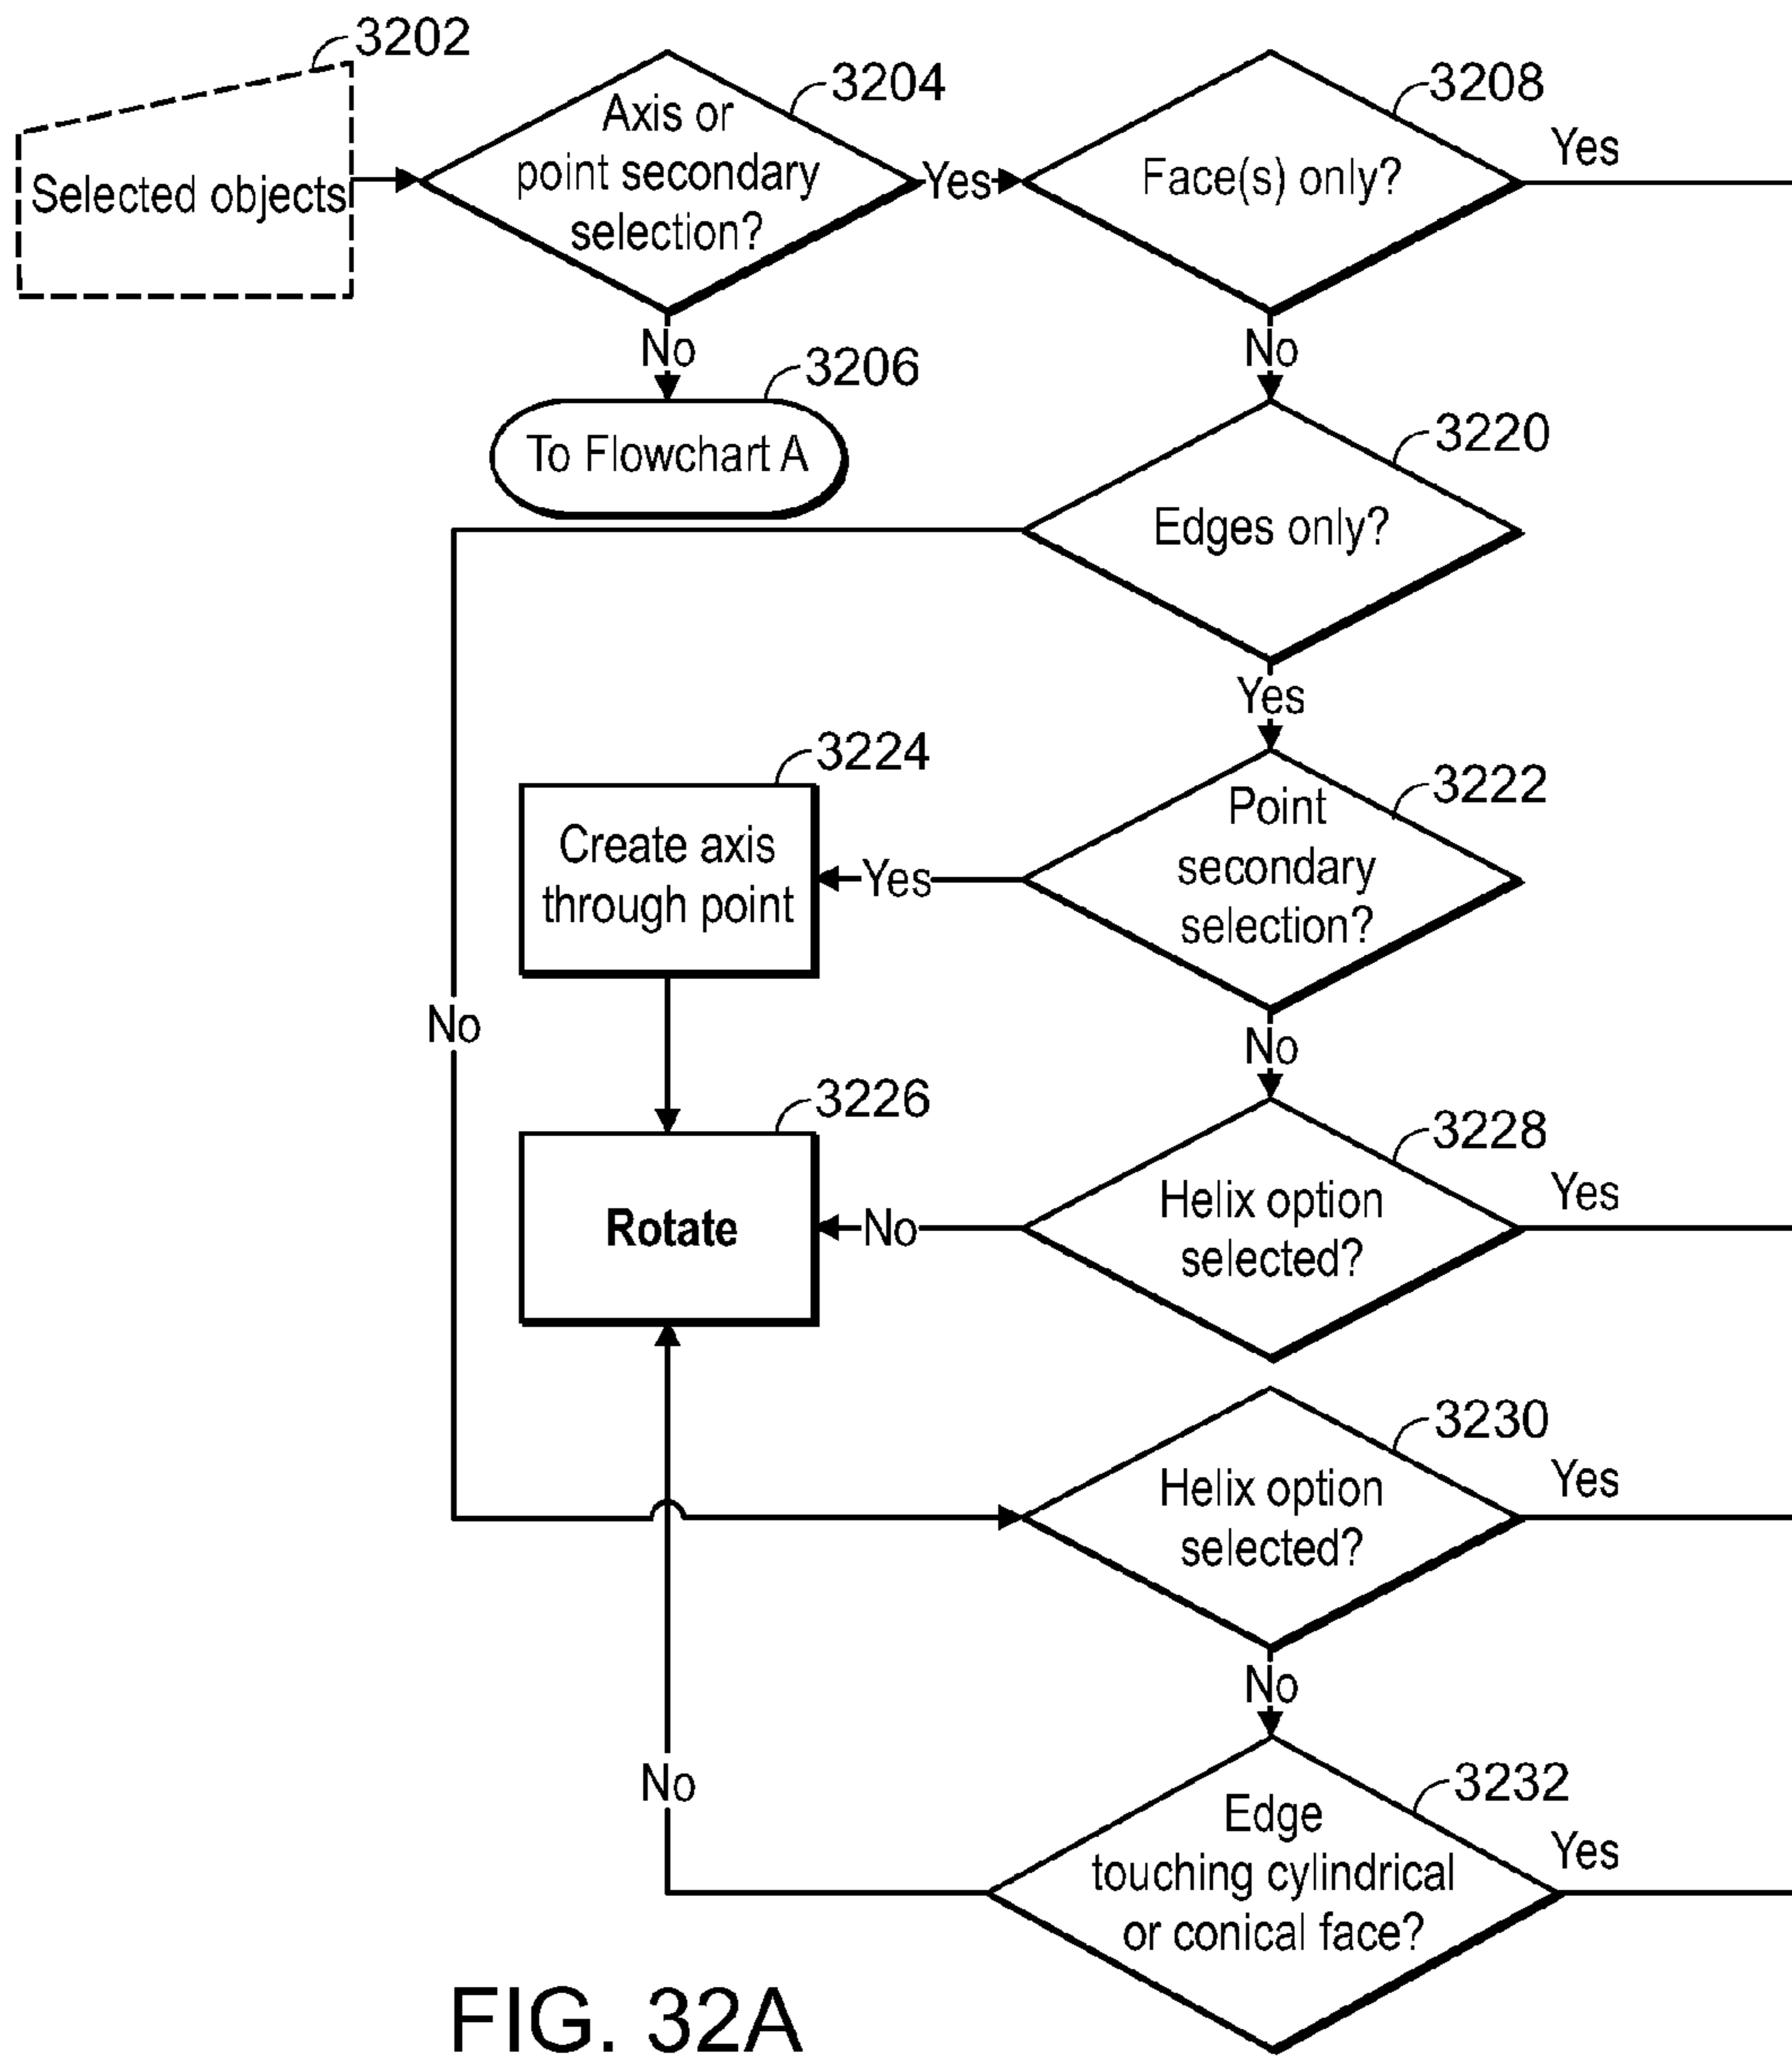 3202
Selected objects
3204
Axis or
point secondary
selection?
Yes
3208
Face(s) only?
Yes
No
3206
To Flowchart A
No
3220
Edges only?
No
Yes
3222
Point
secondary
selection?
Yes
3224
Create axis
through point
No
3226
Rotate
3228
Helix option
selected?
No
Yes
3230
Helix option
selected?
Yes
No
3232
Edge
touching cylindrical
or conical face?
Yes
No
FIG. 32A